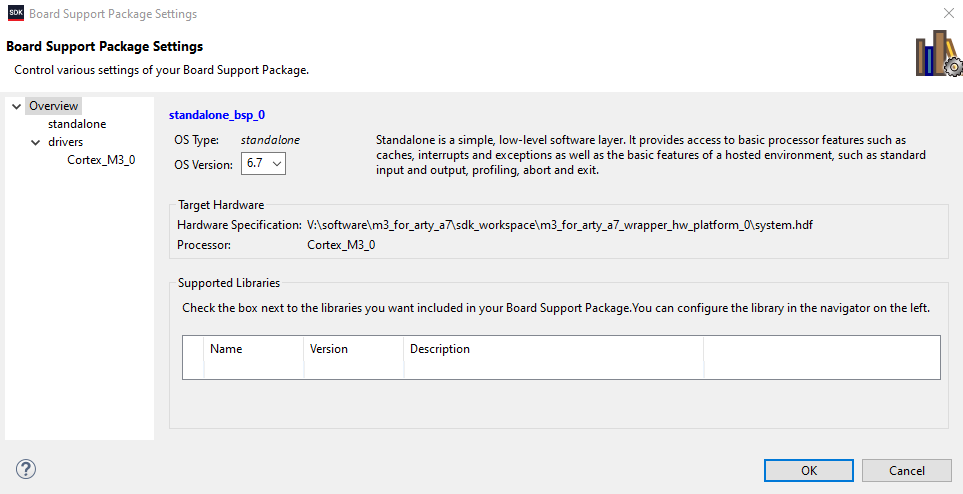 SDK Board Support Package Settings
Board Support Package Settings
Control various settings of your Board Support Package.
Overview
standalone
drivers
Cortex_M3_0
standalone_bsp_0
OS Type: standalone
OS Version: 6.7
Standalone is a simple, low-level software layer. It provides access to basic processor features such as
caches, interrupts and exceptions as well as the basic features of a hosted environment, such as standard
input and output, profiling, abort and exit.
Target Hardware
Hardware Specification: V:\software\m3_for_arty_a7\sdk_workspace\m3_for_arty_a7_wrapper_hw_platform_0\system.hdf
Processor: Cortex_M3_0
Supported Libraries
Check the box next to the libraries you want included in your Board Support Package.You can configure the library in the navigator on the left.
Name Version Description
? OK Cancel